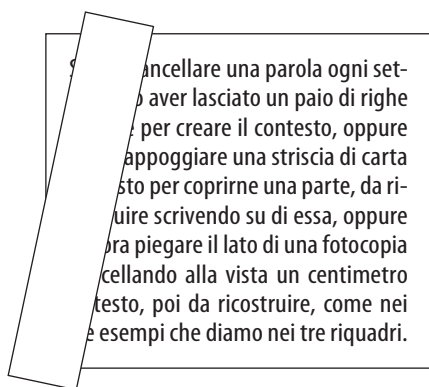 ancellare una parola ogni set-
aver lasciato un paio di righe
per creare il contesto, oppure
appoggiare una striscia di carta
sto per coprirne una parte, da ri-
uire scrivendo su di essa, oppure
ra piegare il lato di una fotocopia
cellando alla vista un centimetro
testo, poi da ricostruire, come nei
esempi che diamo nei tre riquadri.